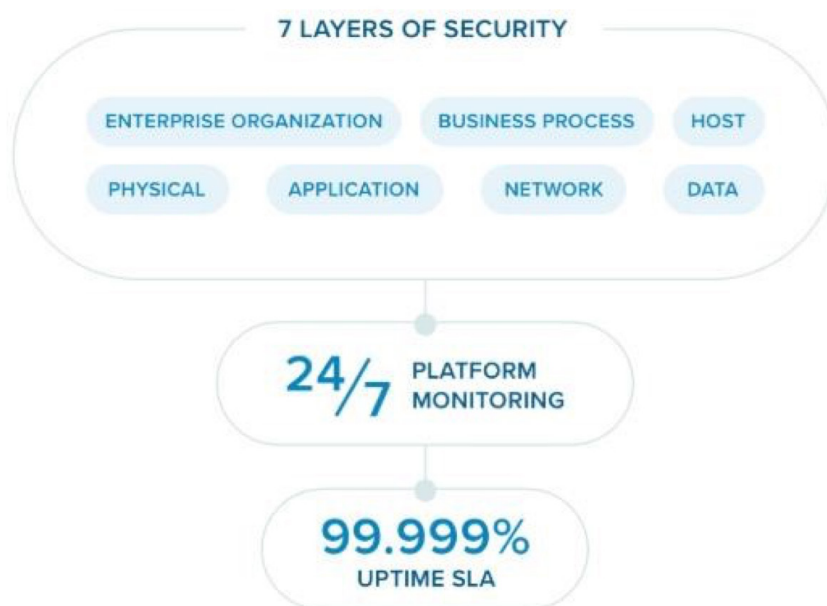 7 LAYERS OF SECURITY
ENTERPRISE ORGANIZATION BUSINESS PROCESS HOST
PHYSICAL APPLICATION NETWORK DATA
24/7 PLATFORM
MONITORING
99.999%
UPTIME SLA